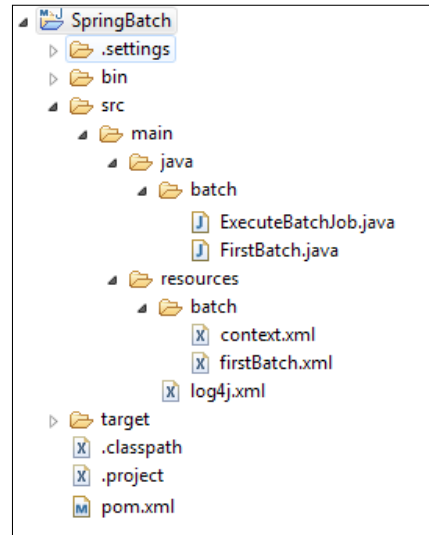 SpringBatch
.settings
bin
src
main
java
batch
ExecuteBatchJob.java
FirstBatch.java
resources
batch
context.xml
firstBatch.xml
log4j.xml
target
.classpath
.project
pom.xml